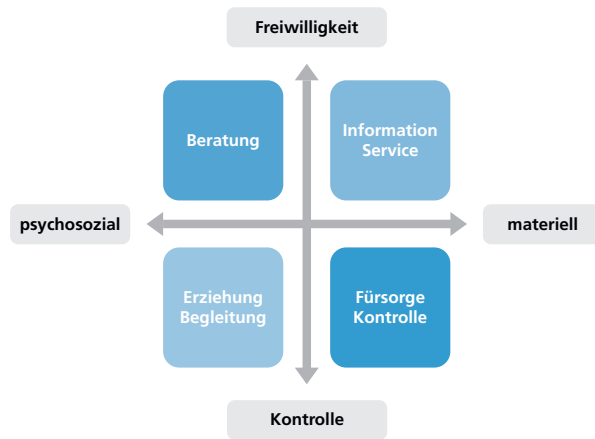 Freiwilligkeit
Beratung
Information
Service
psychosozial
materiell
Erziehung
Begleitung
Fürsorge
Kontrolle
Kontrolle